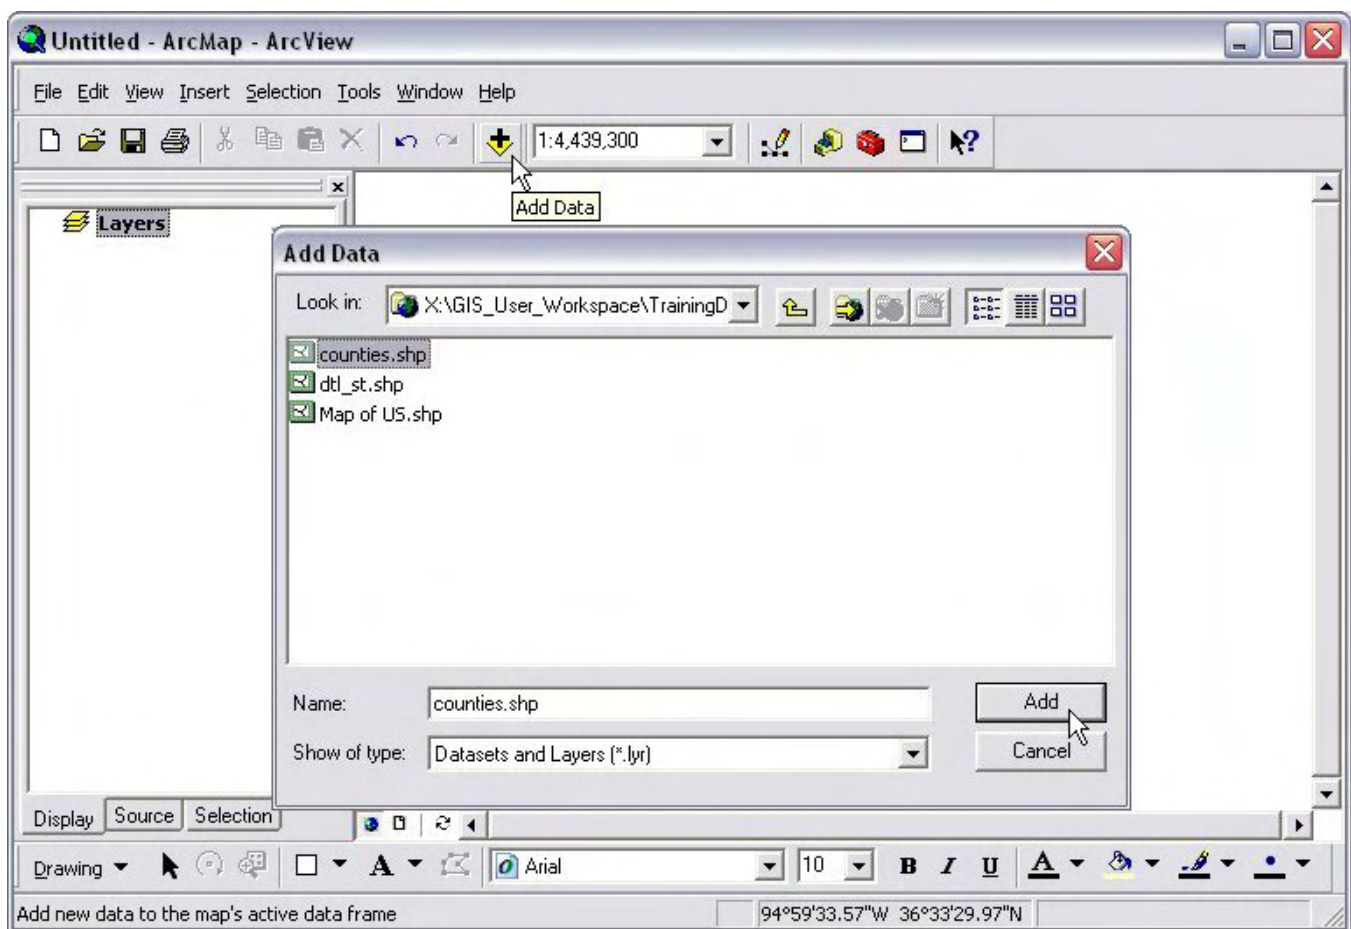 Untitled - ArcMap - ArcView
File Edit View Insert Selection Tools Window Help
1:4,439,300
Add Data
Layers
Add Data
Look in: X:\GIS_User_Workspace\TrainingD
counties.shp
dtl_st.shp
Map of US.shp
Name: counties.shp Add
Show of type: Datasets and Layers (*.lyr) Cancel
Display Source Selection
Drawing A Arial 10 B I U A
Add new data to the map's active data frame 94°59'33.57"W 36°33'29.97"N